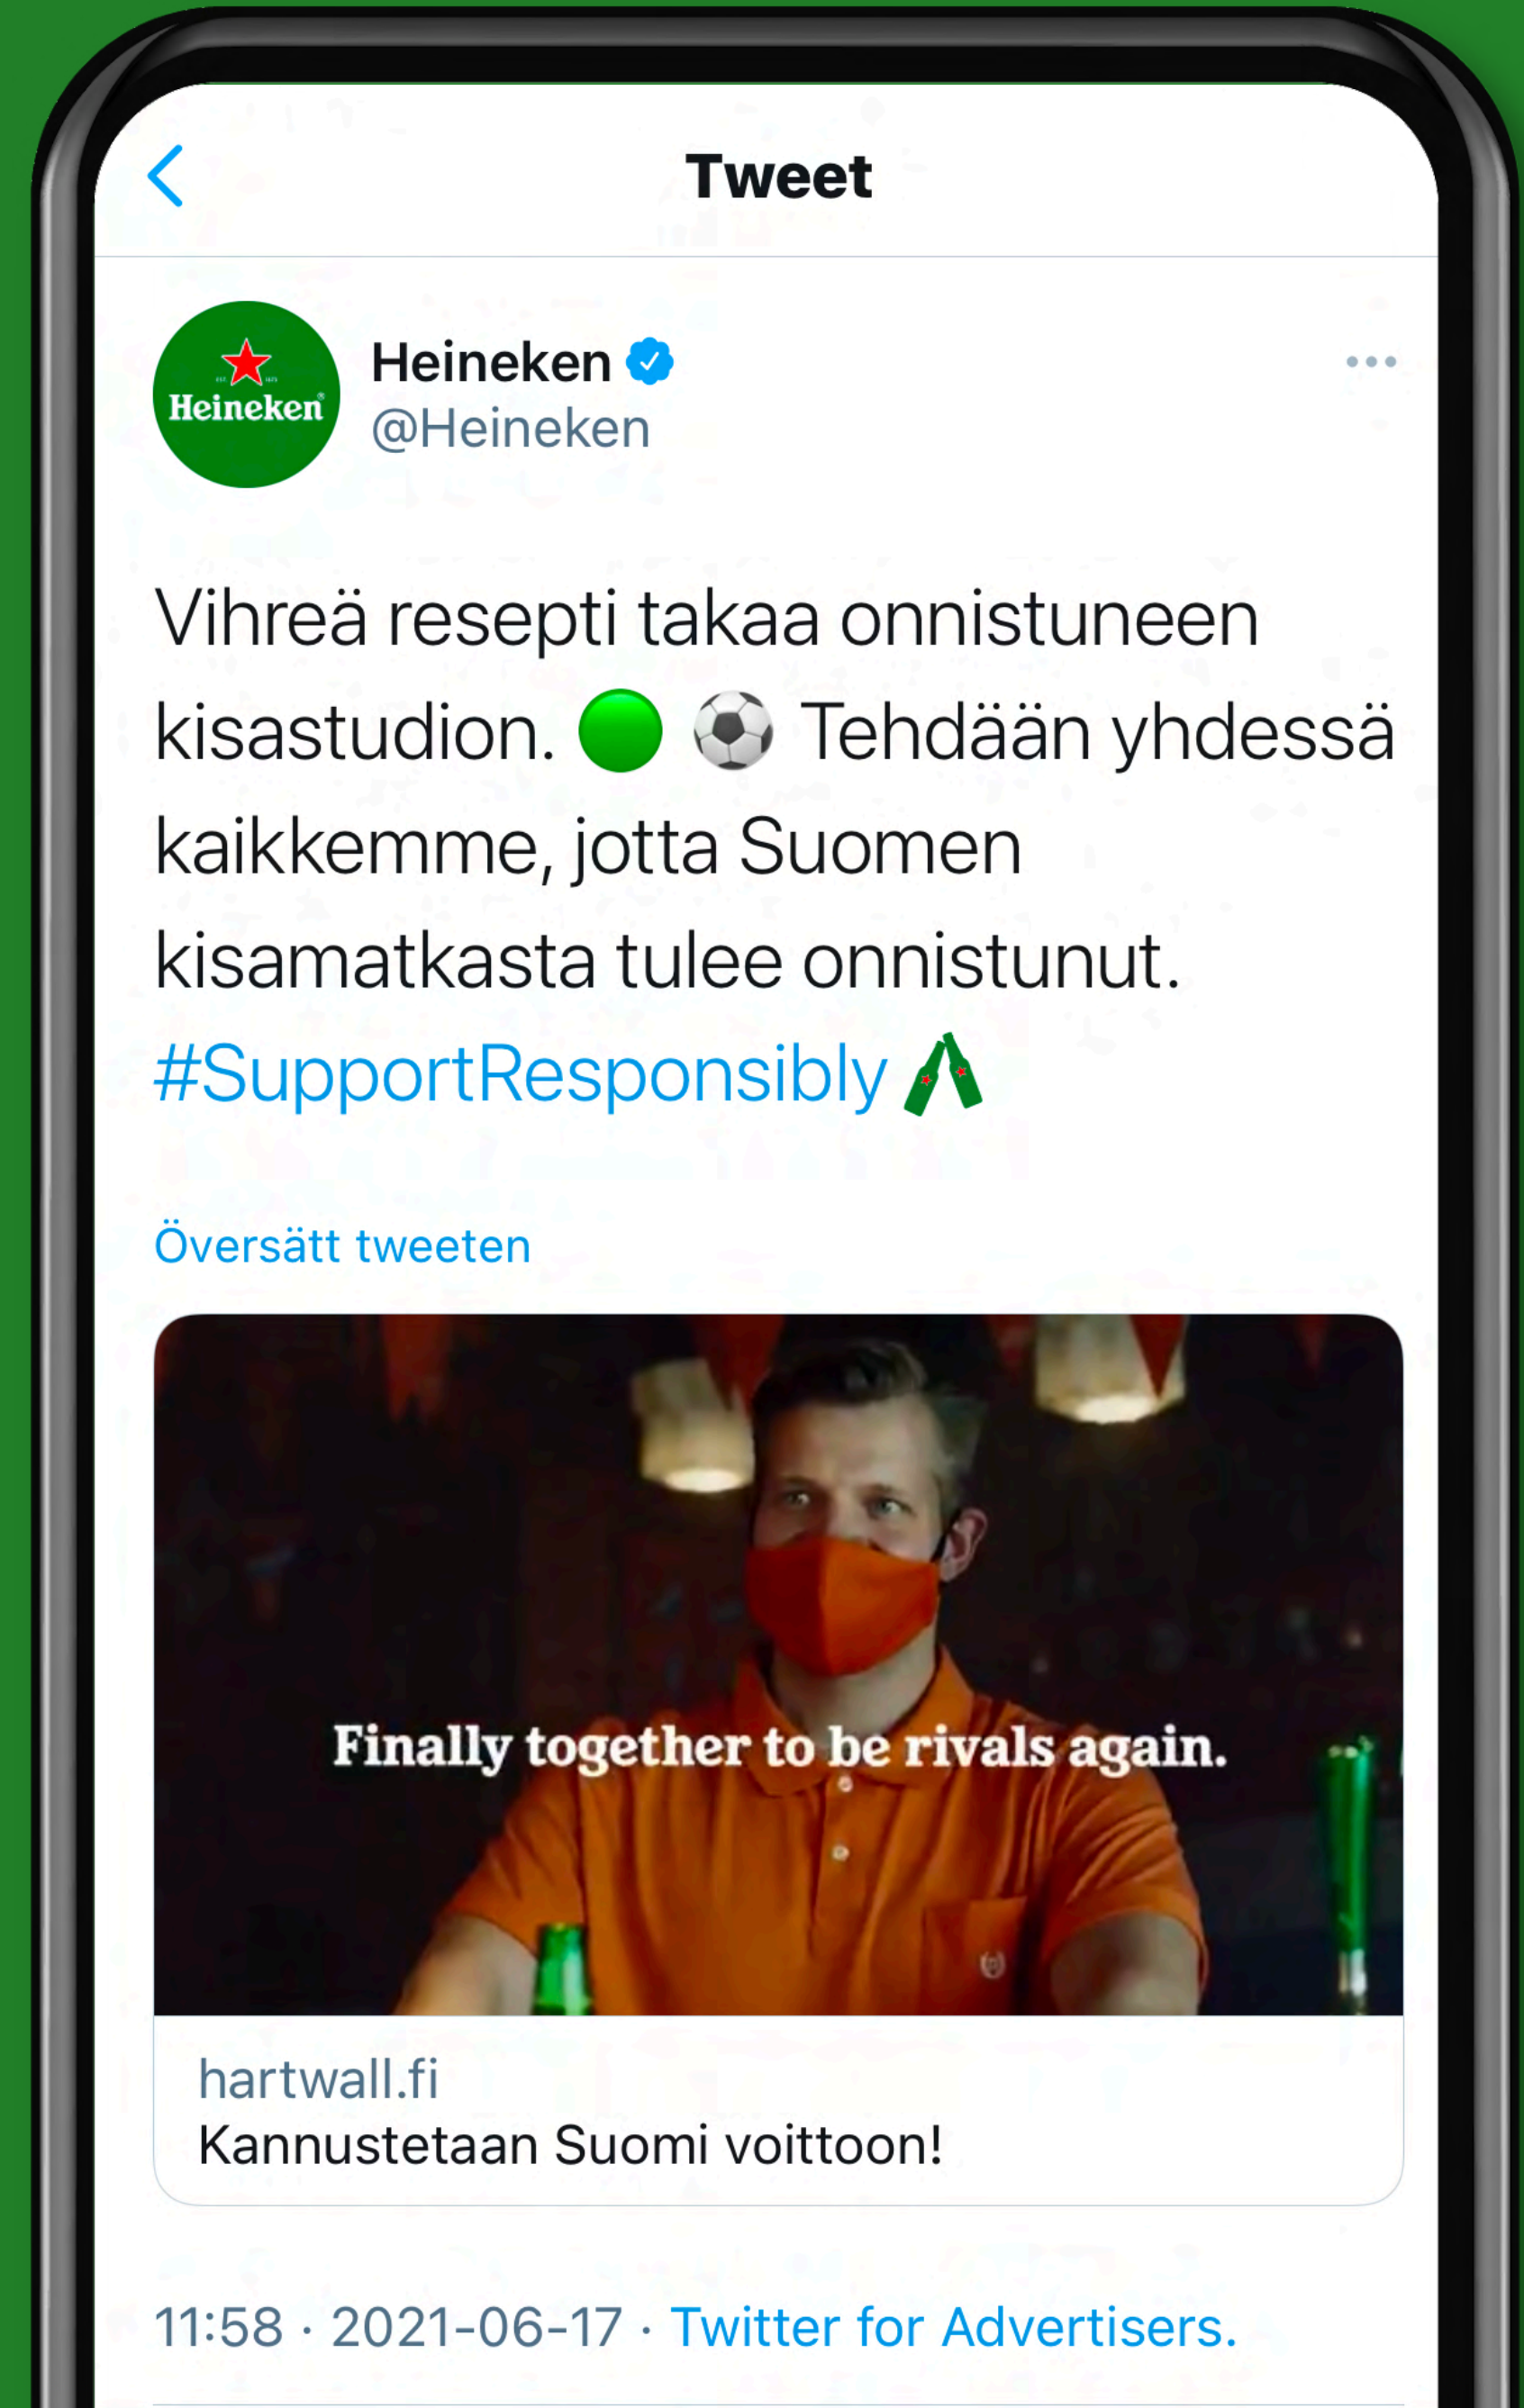 Tweet
Heineken
Heineken
@Heineken
Vihreä resepti takaa onnistuneen
kisastudion. 🟢 ⚽ Tehdään yhdessä
kaikkemme, jotta Suomen
kisamatkasta tulee onnistunut.
#SupportResponsibly
Översätt tweeten
Finally together to be rivals again.
hartwall.fi
Kannustetaan Suomi voittoon!
11:58 · 2021-06-17 · Twitter for Advertisers.